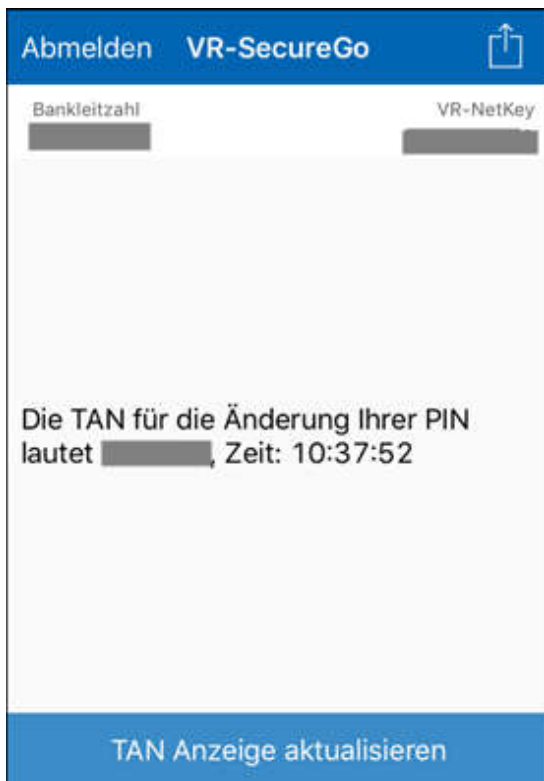 Abmelden VR-SecureGo
Bankleitzahl VR-NetKey
Die TAN für die Änderung Ihrer PIN
lautet , Zeit: 10:37:52
TAN Anzeige aktualisieren